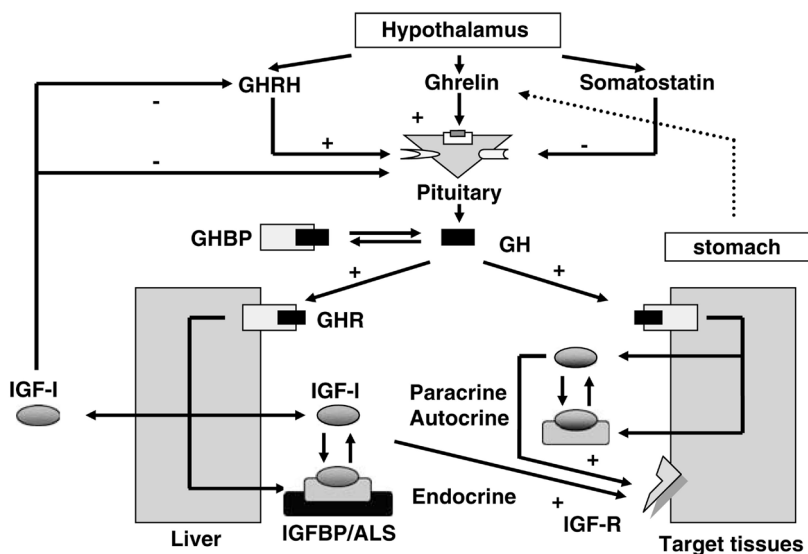 Hypothalamus
GHRH
Ghrelin
Somatostatin
-
+
+
-
-
Pituitary
GHBP
GH
stomach
+
+
GHR
IGF-I
IGF-I
Paracrine
Autocrine
+
Endocrine
+
IGFBP/ALS
IGF-R
Liver
Target tissues